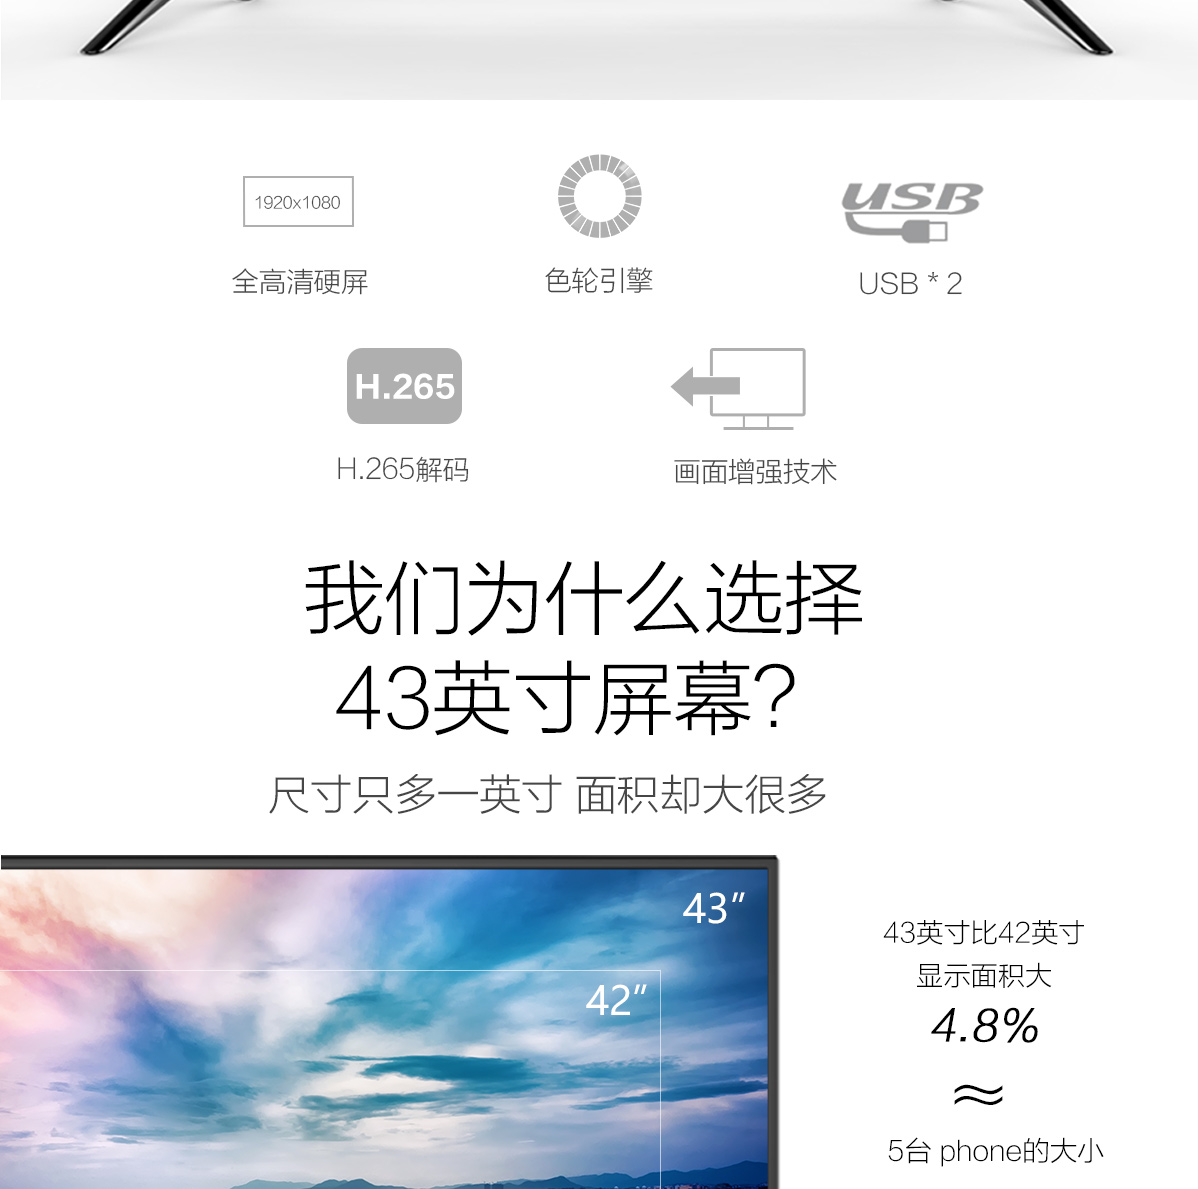 1920x1080
USB
全高清硬屏
色轮引擎
USB * 2
H.265
H.265解码
画面增强技术
我们为什么选择
43英寸屏幕?
尺寸只多一英寸 面积却大很多
43”
42”
43英寸比42英寸
显示面积大
4.8%
≈
5台 phone的大小